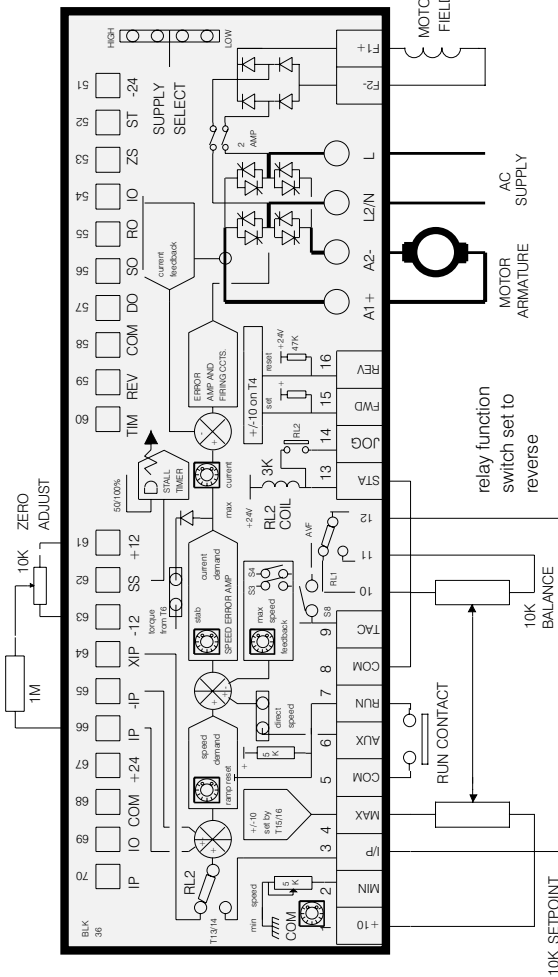 HIGH
LOW
SUPPLY
SELECT
51 -24
52 ST
53 ZS
54 IO
55 RO
56 SO
57 DO
58 COM
59 REV
60 TIM
61 +12
62 SS
63 -12
64 XIP
65 -IP
66 IP
67 +24
68 COM
69 IO
70 IP
ZERO
ADJUST
10K
1M
BLK
36
current
feedback
2
AMP
ERROR
AMP AND
FIRING CCTS.
50/100%
STALL
TIMER
torque
from T6
max
current
stab
current
demand
SPEED ERROR AMP
S3
S4
max
speed
feedback
direct
speed
speed
demand
ramp reset
RL2
T13/14
+/-10
set by
T15/16
+
5
K
min
speed
5
K
COM
+/-10 on T4
set
+
reset
+24V
47K
+24V
RL2
COIL
3K
RL2
AVF
RL1
S8
1 +10
2 MIN
3 I/P
4 MAX
5 COM
6 AUX
7 RUN
8 COM
9 TAC
10
11
12
13 STA
14 JOG
15 FWD
16 REV
A1+
A2-
L2/N
L
F2-
F1+
MOTOR
FIELD
AC
SUPPLY
MOTOR
ARMATURE
relay function
switch set to
reverse
10K
BALANCE
RUN CONTACT
10K SETPOINT